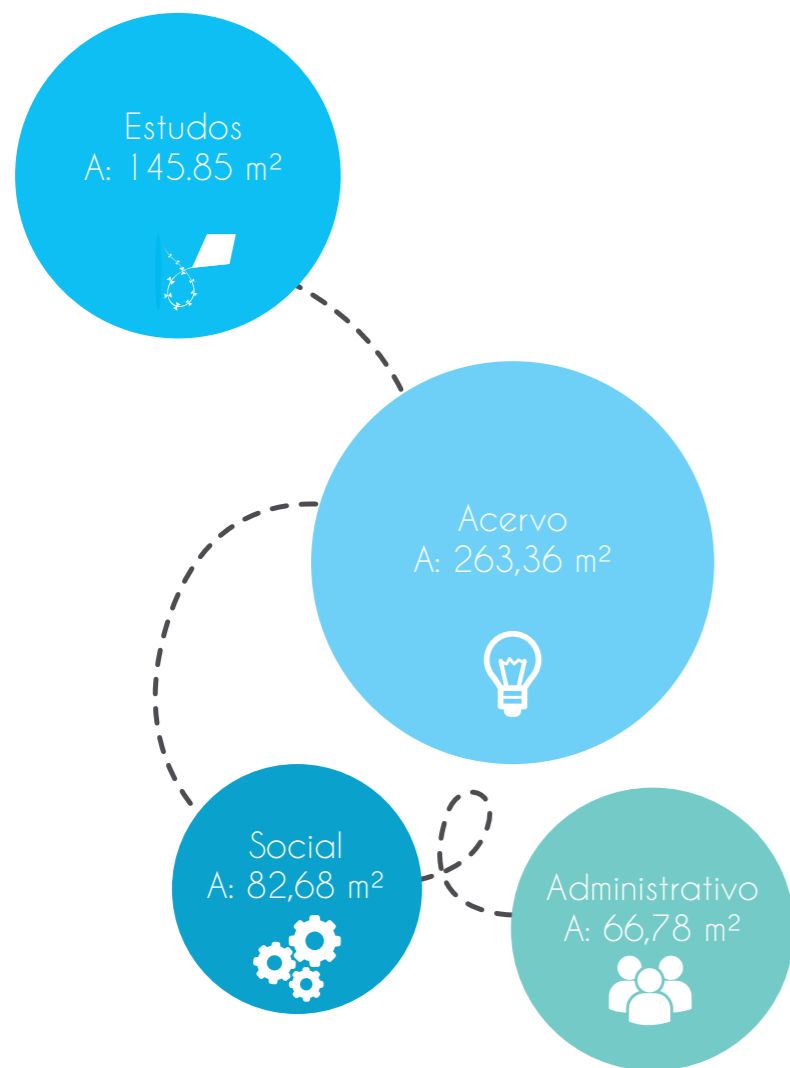 Estudos
A: 145.85 m²
Acervo
A: 263,36 m²
Social
A: 82,68 m²
Administrativo
A: 66,78 m²